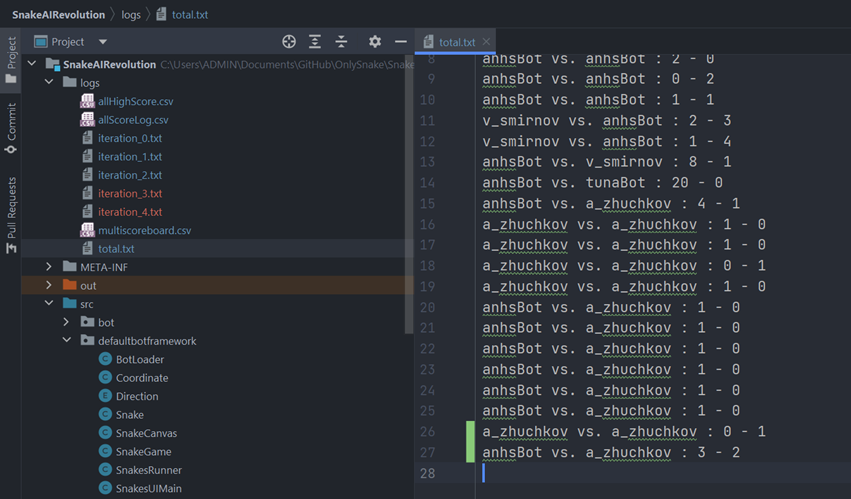 SnakeAIRevolution logs total.txt
Project
Commit
Pull Requests
Project
SnakeAIRevolution C:\Users\ADMIN\Documents\GitHub\OnlySnake\Snake
logs
allHighScore.csv
allScoreLog.csv
iteration_0.txt
iteration_1.txt
iteration_2.txt
iteration_3.txt
iteration_4.txt
multiscoreboard.csv
total.txt
META-INF
out
src
bot
defaultbotframework
BotLoader
Coordinate
Direction
Snake
SnakeCanvas
SnakeGame
SnakesRunner
SnakesUIMain
total.txt
8 anhsBot vs. anhsBot : 2 - 0
9 anhsBot vs. anhsBot : 0 - 2
10 anhsBot vs. anhsBot : 1 - 1
11 v_smirnov vs. anhsBot : 2 - 3
12 v_smirnov vs. anhsBot : 1 - 4
13 anhsBot vs. v_smirnov : 8 - 1
14 anhsBot vs. tunaBot : 20 - 0
15 anhsBot vs. a_zhuchkov : 4 - 1
16 a_zhuchkov vs. a_zhuchkov : 1 - 0
17 a_zhuchkov vs. a_zhuchkov : 1 - 0
18 a_zhuchkov vs. a_zhuchkov : 0 - 1
19 a_zhuchkov vs. a_zhuchkov : 1 - 0
20 anhsBot vs. a_zhuchkov : 1 - 0
21 anhsBot vs. a_zhuchkov : 1 - 0
22 anhsBot vs. a_zhuchkov : 1 - 0
23 anhsBot vs. a_zhuchkov : 1 - 0
24 anhsBot vs. a_zhuchkov : 1 - 0
25 anhsBot vs. a_zhuchkov : 1 - 0
26 a_zhuchkov vs. a_zhuchkov : 0 - 1
27 anhsBot vs. a_zhuchkov : 3 - 2
28